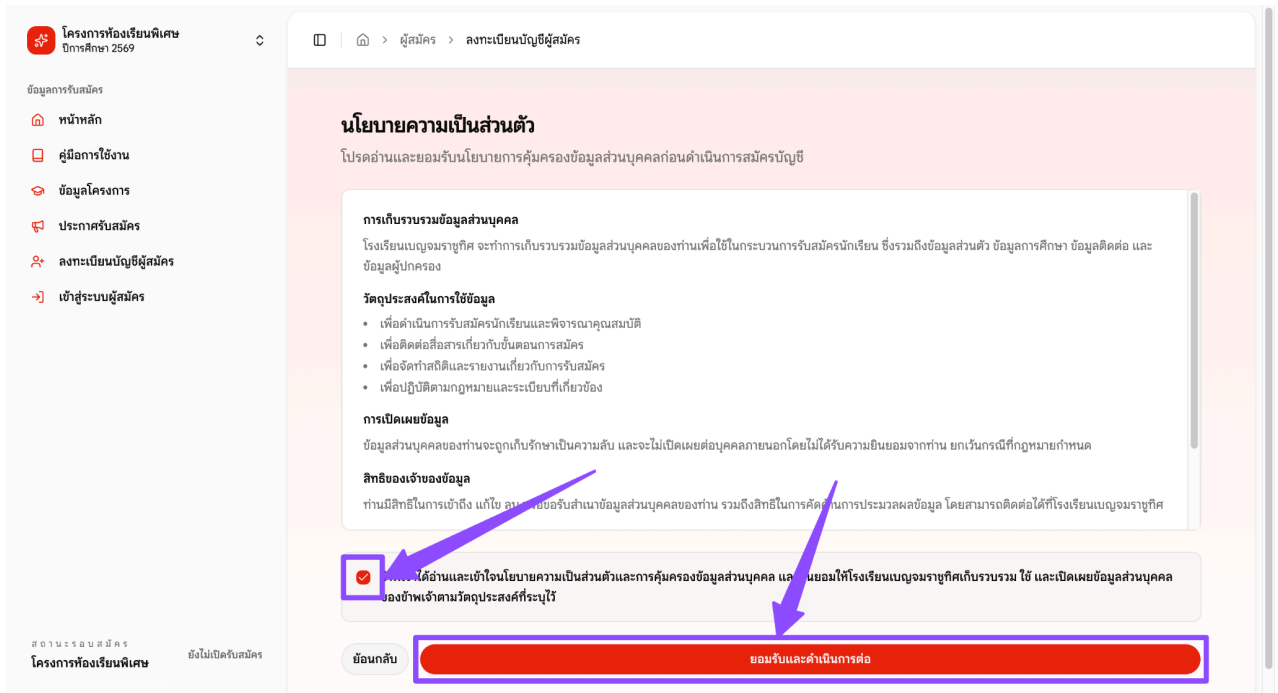 โครงการห้องเรียนพิเศษ
ปีการศึกษา 2569
ข้อมูลการรับสมัคร
หน้าหลัก
คู่มือการใช้งาน
ข้อมูลโครงการ
ประกาศรับสมัคร
ลงทะเบียนบัญชีผู้สมัคร
เข้าสู่ระบบผู้สมัคร
สถานะรอบสมัคร
โครงการห้องเรียนพิเศษ
ยังไม่เปิดรับสมัคร
ผู้สมัคร > ลงทะเบียนบัญชีผู้สมัคร
นโยบายความเป็นส่วนตัว
โปรดอ่านและยอมรับนโยบายการคุ้มครองข้อมูลส่วนบุคคลก่อนดำเนินการสมัครบัญชี
การเก็บรวบรวมข้อมูลส่วนบุคคล
โรงเรียนเบญจมราชูทิศ จะทำการเก็บรวบรวมข้อมูลส่วนบุคคลของท่านเพื่อใช้ในกระบวนการรับสมัครนักเรียน ซึ่งรวมถึงข้อมูลส่วนตัว ข้อมูลการศึกษา ข้อมูลติดต่อ และ
ข้อมูลผู้ปกครอง
วัตถุประสงค์ในการใช้ข้อมูล
• เพื่อดำเนินการรับสมัครนักเรียนและพิจารณาคุณสมบัติ
• เพื่อติดต่อสื่อสารเกี่ยวกับขั้นตอนการสมัคร
• เพื่อจัดทำสถิติและรายงานเกี่ยวกับการรับสมัคร
• เพื่อปฏิบัติตามกฎหมายและระเบียบที่เกี่ยวข้อง
การเปิดเผยข้อมูล
ข้อมูลส่วนบุคคลของท่านจะถูกเก็บรักษาเป็นความลับ และจะไม่เปิดเผยต่อบุคคลภายนอกโดยไม่ได้รับความยินยอมจากท่าน ยกเว้นกรณีที่กฎหมายกำหนด
สิทธิของเจ้าของข้อมูล
ท่านมีสิทธิในการเข้าถึง แก้ไข ขอรับสำเนาข้อมูลส่วนบุคคลของท่าน รวมถึงสิทธิในการคัดค้านการประมวลผลข้อมูล โดยสามารถติดต่อได้ที่โรงเรียนเบญจมราชูทิศ
ได้อ่านและเข้าใจนโยบายความเป็นส่วนตัวและการคุ้มครองข้อมูลส่วนบุคคล ให้โรงเรียนเบญจมราชูทิศเก็บรวบรวม ใช้ และเปิดเผยข้อมูลส่วนบุคคล
ของข้าพเจ้าตามวัตถุประสงค์ที่ระบุไว้
ย้อนกลับ
ยอมรับและดำเนินการต่อ